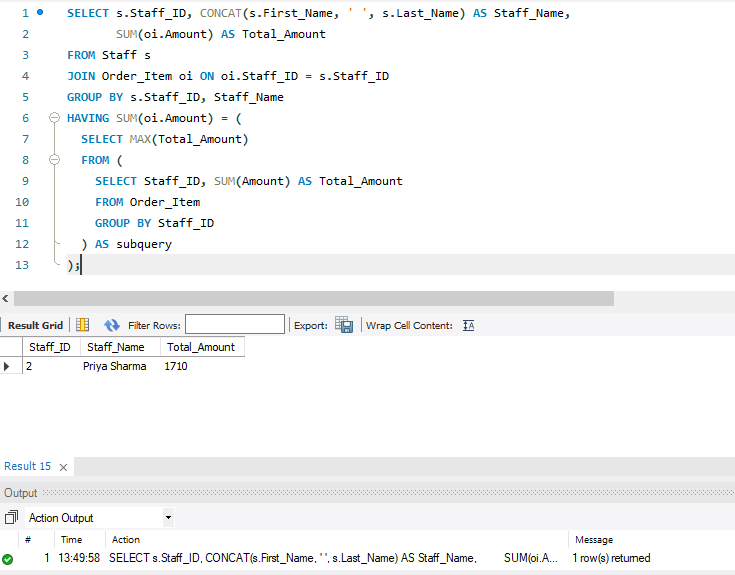 1 SELECT s.Staff_ID, CONCAT(s.First_Name, ' ', s.Last_Name) AS Staff_Name,
2 SUM(oi.Amount) AS Total_Amount
3 FROM Staff s
4 JOIN Order_Item oi ON oi.Staff_ID = s.Staff_ID
5 GROUP BY s.Staff_ID, Staff_Name
6 HAVING SUM(oi.Amount) = (
7 SELECT MAX(Total_Amount)
8 FROM (
9 SELECT Staff_ID, SUM(Amount) AS Total_Amount
10 FROM Order_Item
11 GROUP BY Staff_ID
12 ) AS subquery
13 );
Result Grid Filter Rows: Export: Wrap Cell Content:
Staff_ID Staff_Name Total_Amount
2 Priya Sharma 1710
Result 15
Output
Action Output
# Time Action Message
1 13:49:58 SELECT s.Staff_ID, CONCAT(s.First_Name, ' ', s.Last_Name) AS Staff_Name, SUM(oi.A... 1 row(s) returned